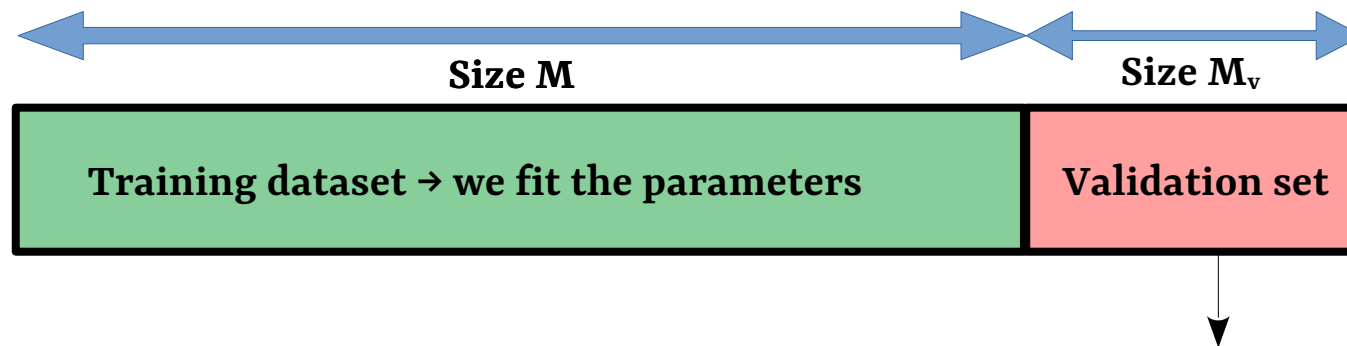 Size M
Size Mᵥ
Training dataset → we fit the parameters
Validation set